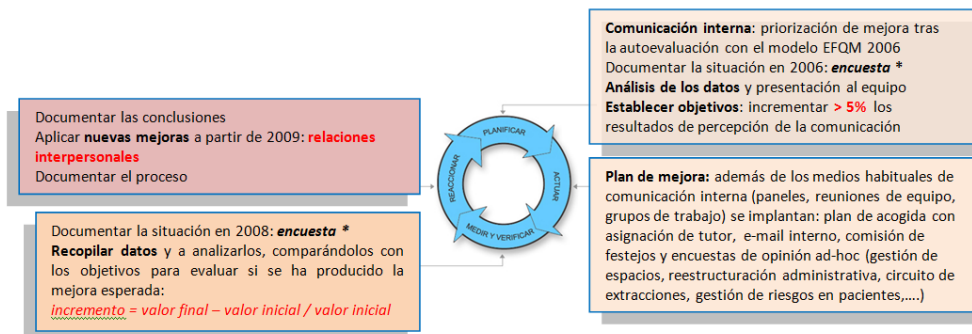 Comunicación interna: priorización de mejora tras
la autoevaluación con el modelo EFQM 2006
Documentar la situación en 2006: encuesta *
Análisis de los datos y presentación al equipo
Establecer objetivos: incrementar > 5% los
resultados de percepción de la comunicación
Documentar las conclusiones
Aplicar nuevas mejoras a partir de 2009: relaciones
interpersonales
Documentar el proceso
PLANIFICAR
ACTUAR
MEDIR Y VERIFICAR
REACCIONAR
Plan de mejora: además de los medios habituales de
comunicación interna (paneles, reuniones de equipo,
grupos de trabajo) se implantan: plan de acogida con
asignación de tutor, e-mail interno, comisión de
festejos y encuestas de opinión ad-hoc (gestión de
espacios, reestructuración administrativa, circuito de
extracciones, gestión de riesgos en pacientes,....)
Documentar la situación en 2008: encuesta *
Recopilar datos y a analizarlos, comparándolos con
los objetivos para evaluar si se ha producido la
mejora esperada:
incremento = valor final – valor inicial / valor inicial